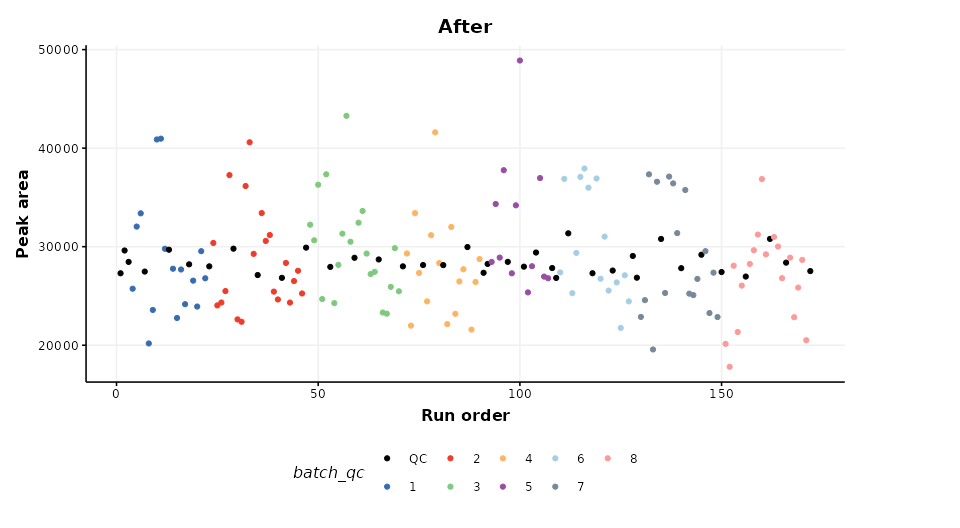 After
50000
40000
30000
20000
Peak area
0 50 100 150
Run order
batch_qc
QC 2 4 6 8
1 3 5 7